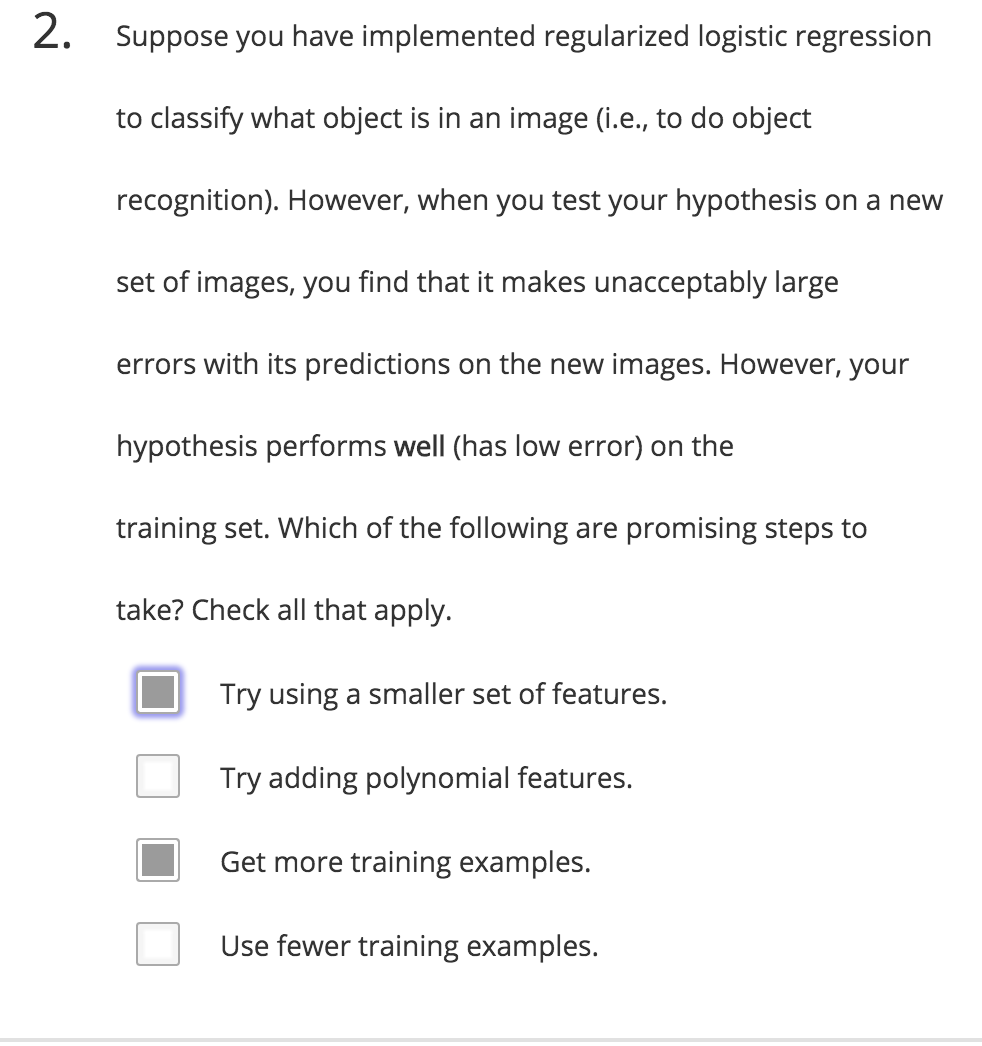 2. Suppose you have implemented regularized logistic regression
to classify what object is in an image (i.e., to do object
recognition). However, when you test your hypothesis on a new
set of images, you find that it makes unacceptably large
errors with its predictions on the new images. However, your
hypothesis performs well (has low error) on the
training set. Which of the following are promising steps to
take? Check all that apply.
Try using a smaller set of features.
Try adding polynomial features.
Get more training examples.
Use fewer training examples.